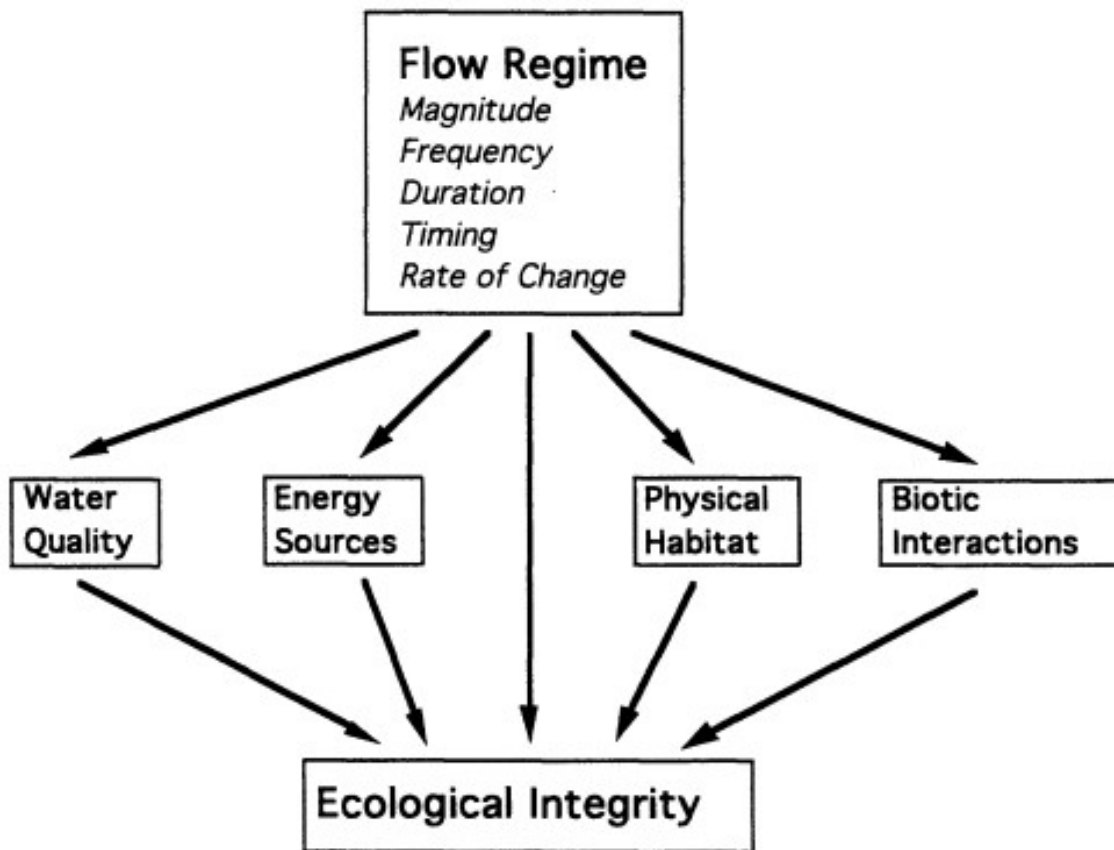 Flow Regime
Magnitude
Frequency
Duration
Timing
Rate of Change
Water
Quality
Energy
Sources
Physical
Habitat
Biotic
Interactions
Ecological Integrity